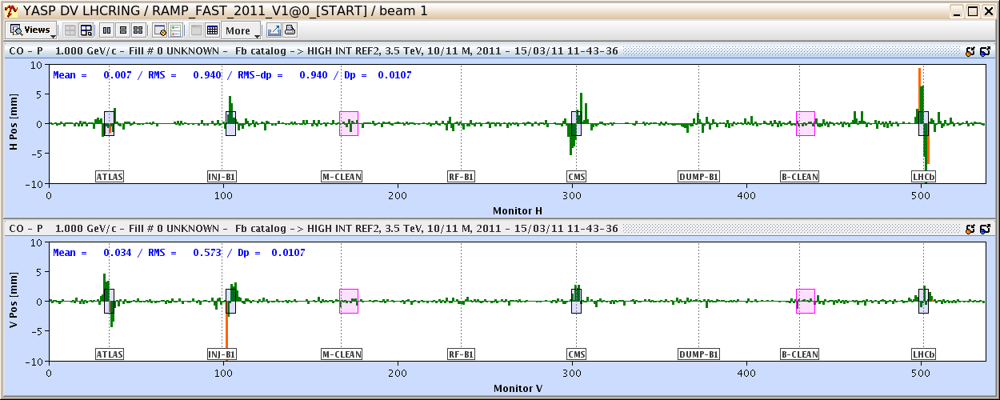 YASP DV LHCRING / RAMP_FAST_2011_V1@0_[START] / beam 1
Views More
CO - P 1.000 GeV/c - Fill # 0 UNKNOWN - Fb catalog -> HIGH INT REF2, 3.5 TeV, 10/11 M, 2011 - 15/03/11 11-43-36
Mean = 0.007 / RMS = 0.940 / RMS-dp = 0.940 / Dp = 0.0107
H Pos [mm]
10
5
0
-5
-10
ATLAS INJ-B1 M-CLEAN RF-B1 CMS DUMP-B1 B-CLEAN LHCb
0 100 200 300 400 500
Monitor H
CO - P 1.000 GeV/c - Fill # 0 UNKNOWN - Fb catalog -> HIGH INT REF2, 3.5 TeV, 10/11 M, 2011 - 15/03/11 11-43-36
Mean = 0.034 / RMS = 0.573 / Dp = 0.0107
V Pos [mm]
10
5
0
-5
-10
ATLAS INJ-B1 M-CLEAN RF-B1 CMS DUMP-B1 B-CLEAN LHCb
0 100 200 300 400 500
Monitor V